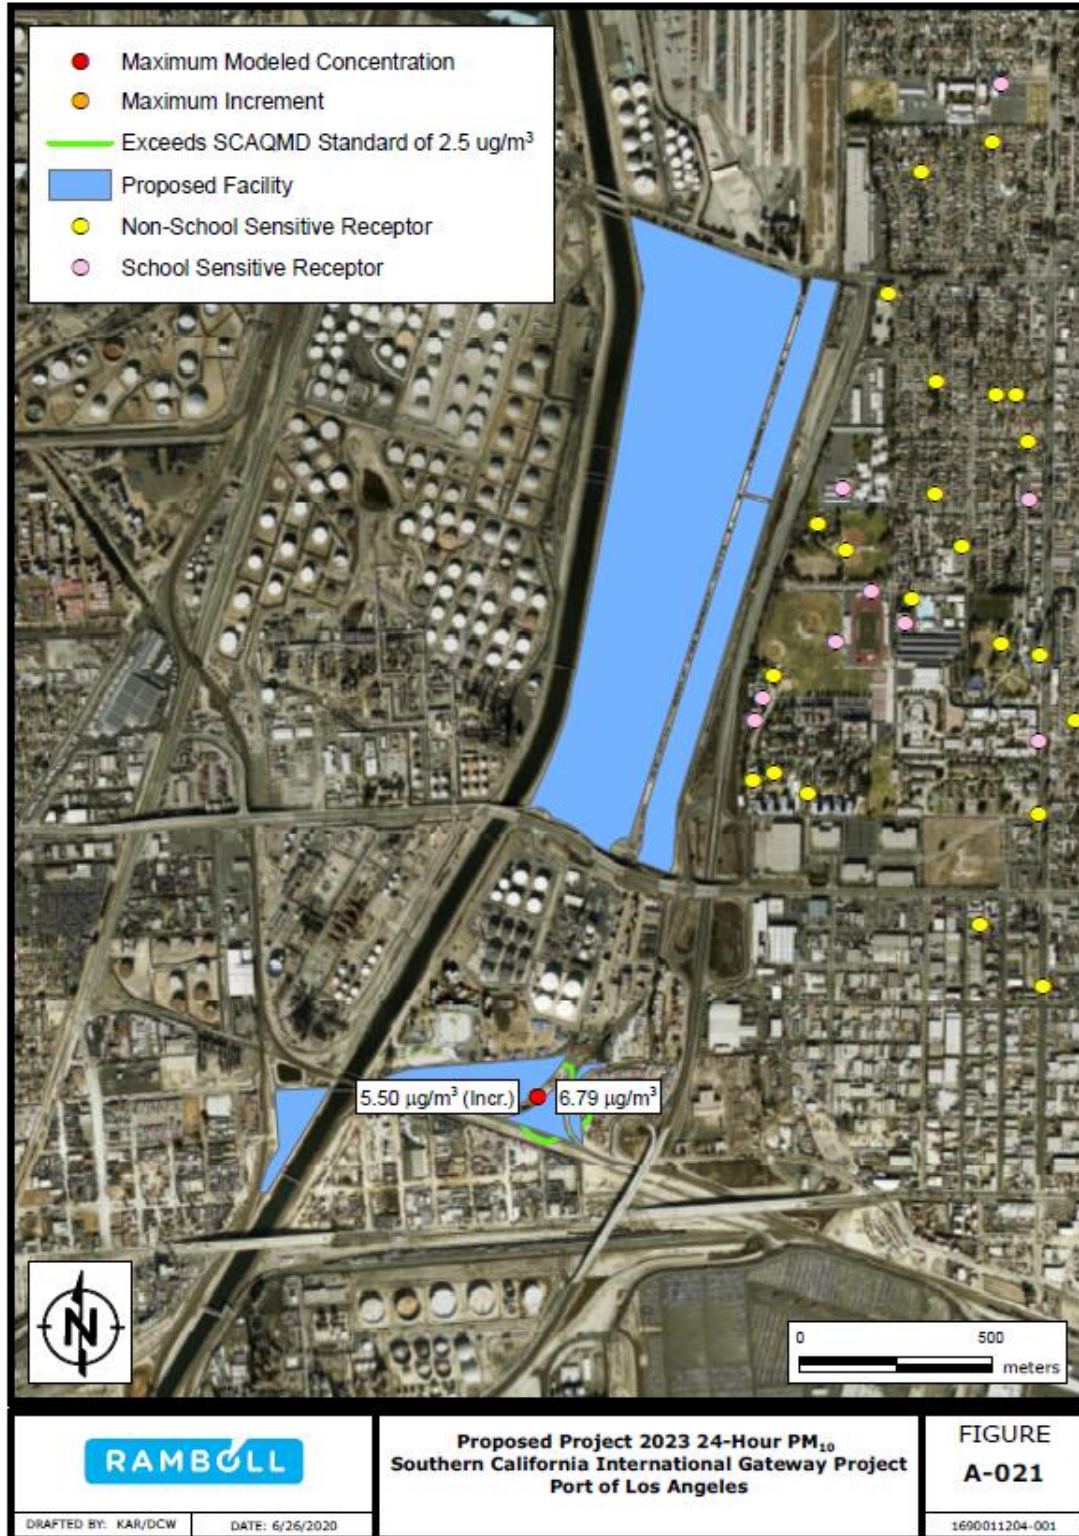 Maximum Modeled Concentration
Maximum Increment
Exceeds SCAQMD Standard of 2.5 ug/m³
Proposed Facility
Non-School Sensitive Receptor
School Sensitive Receptor
5.50 µg/m³ (Incr.)
6.79 µg/m³
N
0 500
meters
RAMBOLL
DRAFTED BY: KAR/DCW
DATE: 6/26/2020
Proposed Project 2023 24-Hour PM₁₀
Southern California International Gateway Project
Port of Los Angeles
FIGURE
A-021
1690011204-001